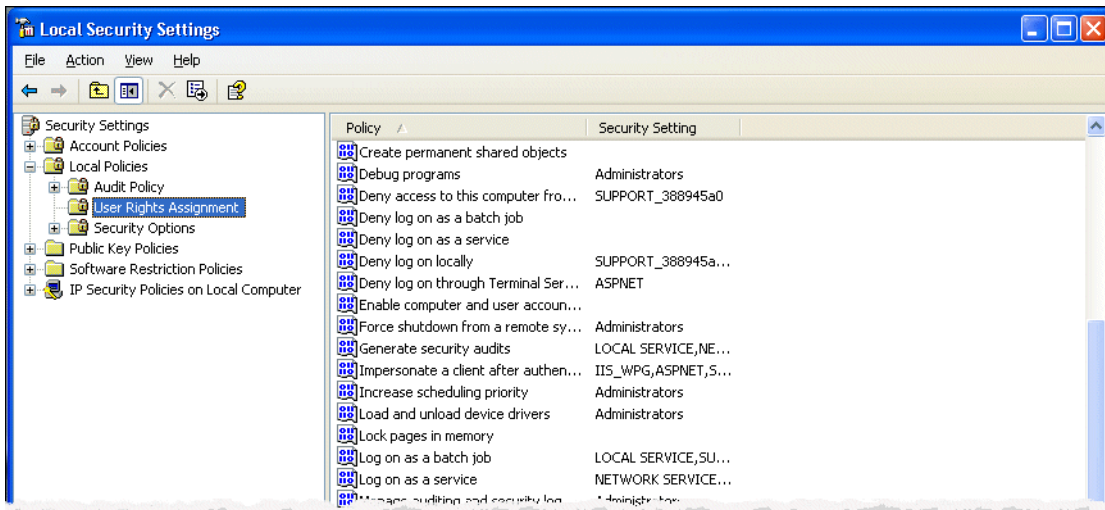 Local Security Settings
File Action View Help
Security Settings
Account Policies
Local Policies
Audit Policy
User Rights Assignment
Security Options
Public Key Policies
Software Restriction Policies
IP Security Policies on Local Computer
Policy Security Setting
Create permanent shared objects
Debug programs Administrators
Deny access to this computer fro... SUPPORT_388945a0
Deny log on as a batch job
Deny log on as a service
Deny log on locally SUPPORT_388945a...
Deny log on through Terminal Ser... ASPNET
Enable computer and user accoun...
Force shutdown from a remote sy... Administrators
Generate security audits LOCAL SERVICE,NE...
Impersonate a client after authen... IIS_WPG,ASPNET,S...
Increase scheduling priority Administrators
Load and unload device drivers Administrators
Lock pages in memory
Log on as a batch job LOCAL SERVICE,SU...
Log on as a service NETWORK SERVICE...
Manage auditing and security log Administrators